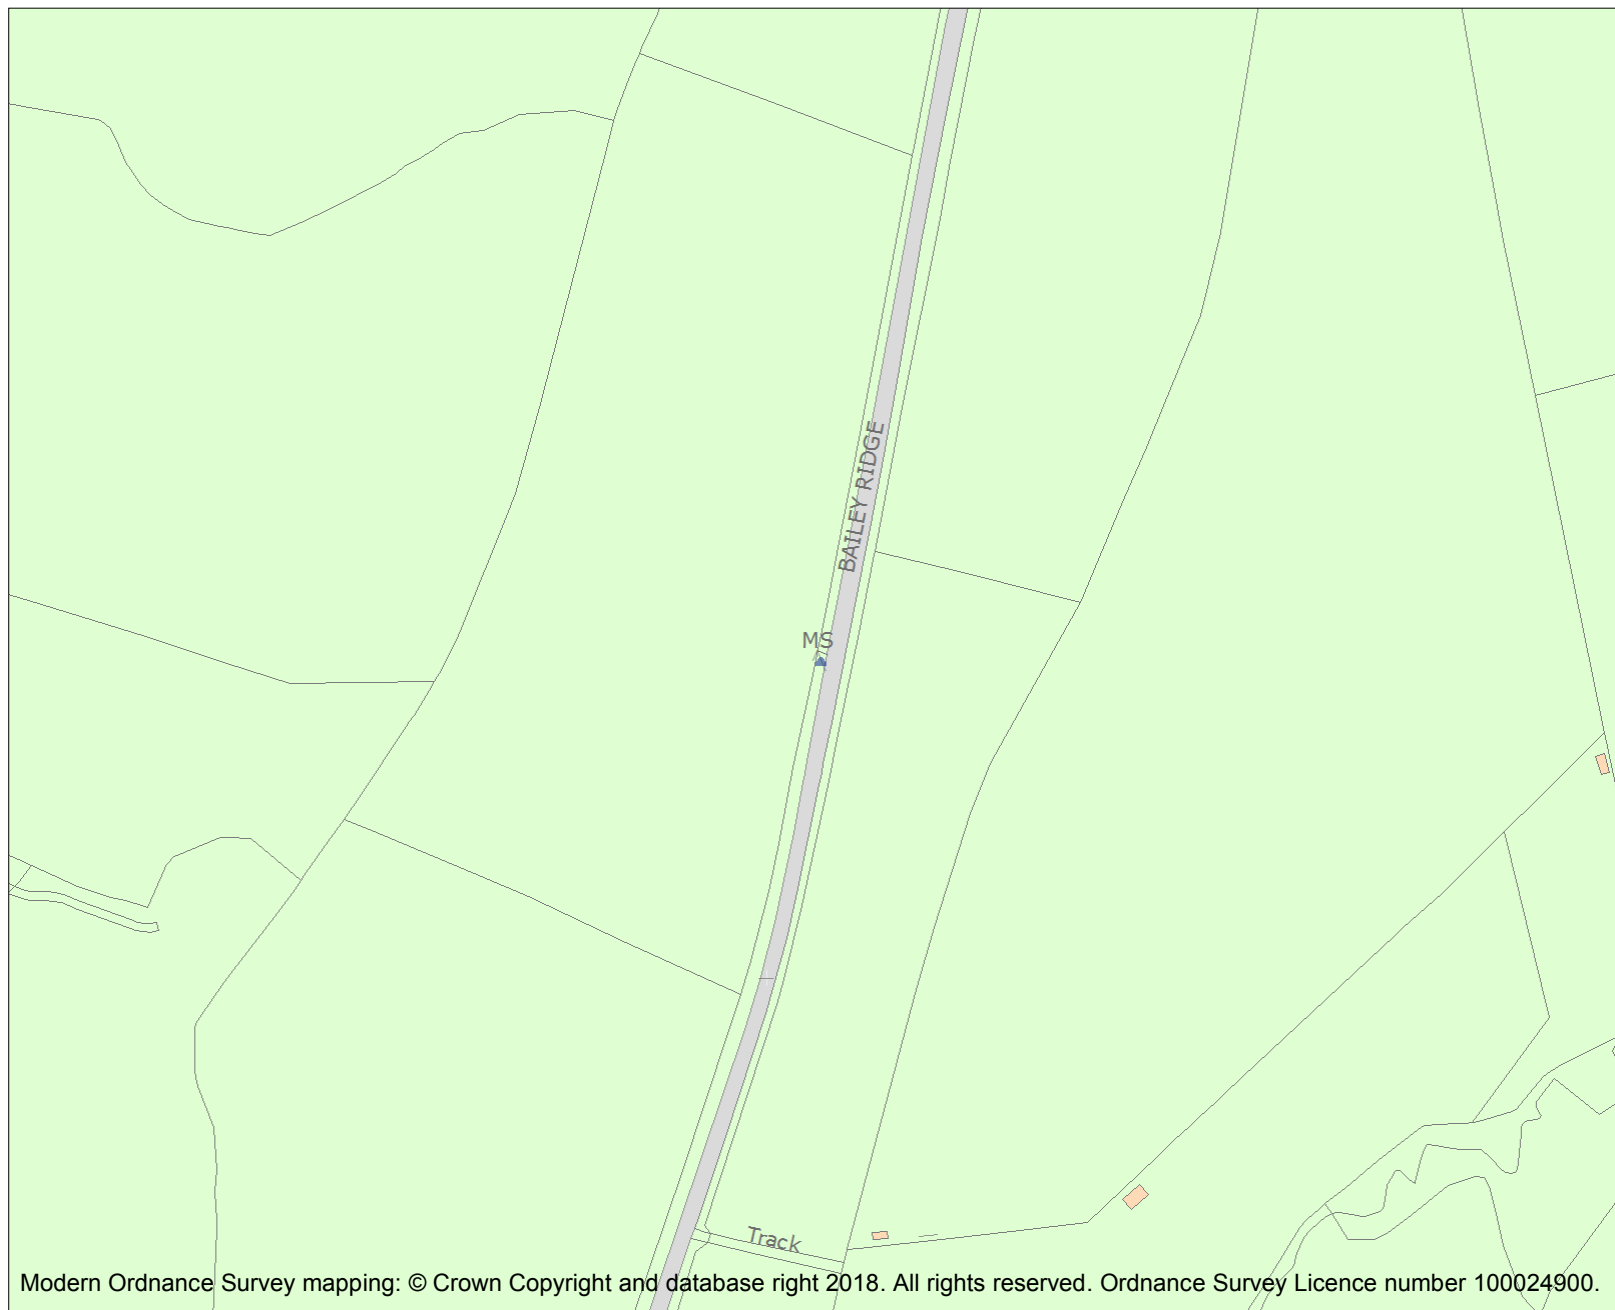 BAILEY RIDGE
MS
Track
Modern Ordnance Survey mapping: © Crown Copyright and database right 2018. All rights reserved. Ordnance Survey Licence number 100024900.